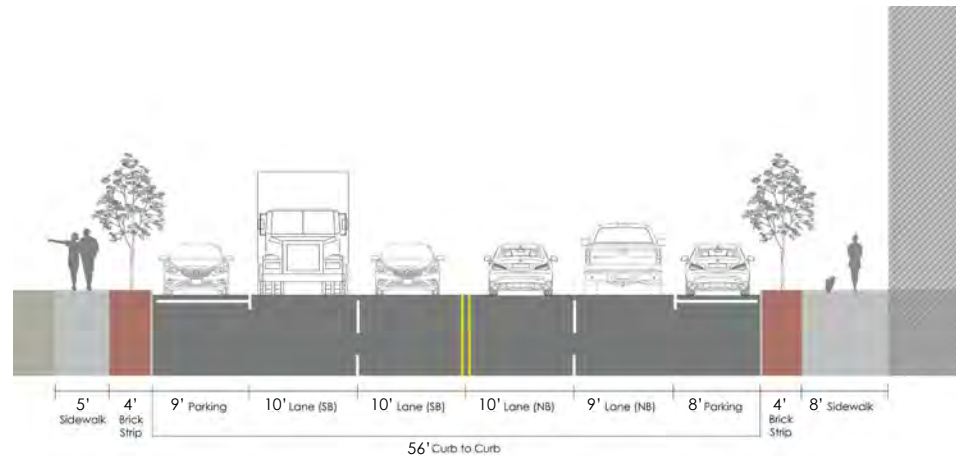 5'
Sidewalk
4'
Brick
Strip
9' Parking
10' Lane (SB)
10' Lane (SB)
10' Lane (NB)
9' Lane (NB)
8' Parking
4'
Brick
Strip
8' Sidewalk
56' Curb to Curb